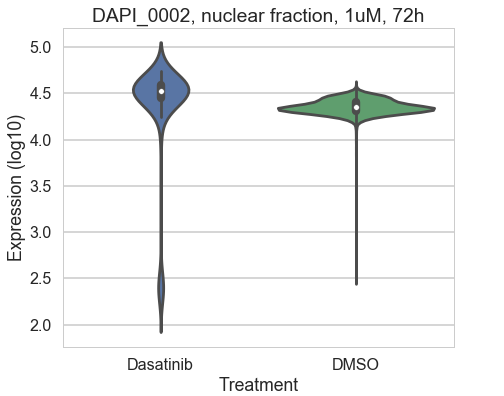 DAPI_0002, nuclear fraction, 1uM, 72h
Expression (log10)
5.0
4.5
4.0
3.5
3.0
2.5
2.0
Dasatinib DMSO
Treatment